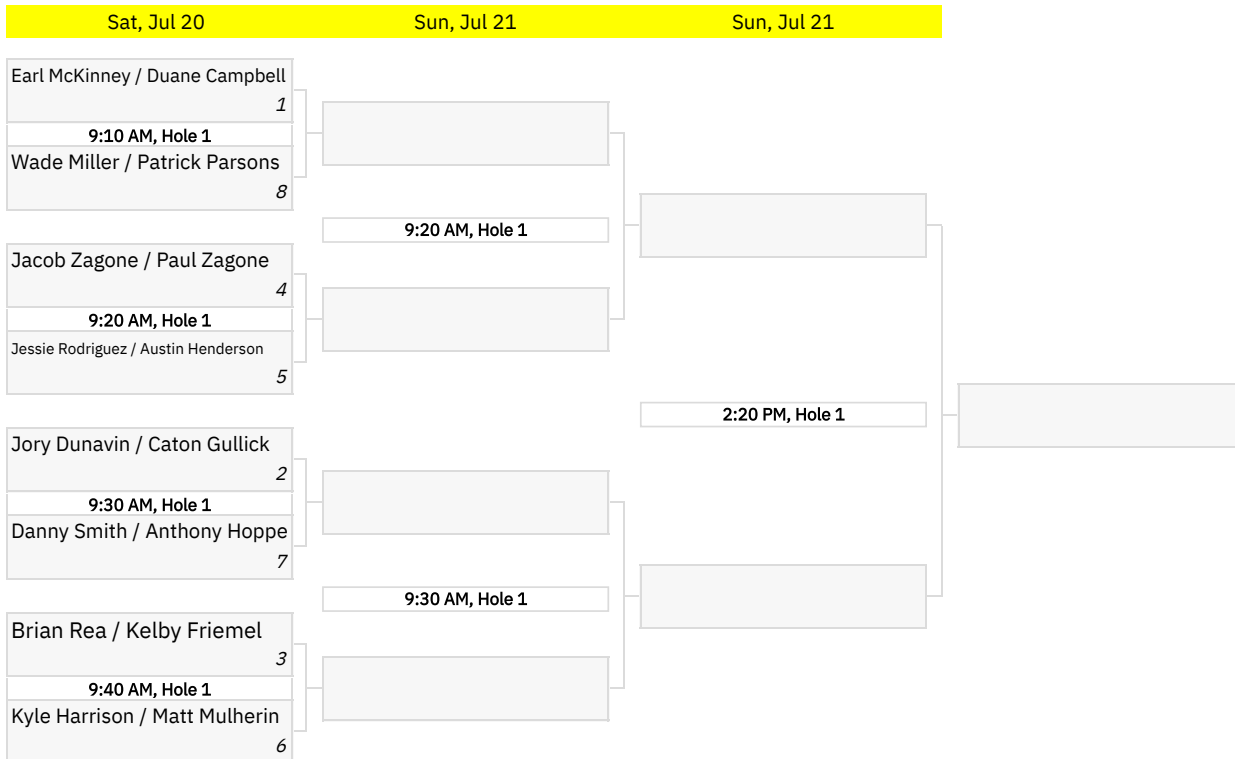 Sat, Jul 20
Sun, Jul 21
Sun, Jul 21
Earl McKinney / Duane Campbell
1
9:10 AM, Hole 1
Wade Miller / Patrick Parsons
8
Jacob Zagone / Paul Zagone
4
9:20 AM, Hole 1
Jessie Rodriguez / Austin Henderson
5
Jory Dunavin / Caton Gullick
2
9:30 AM, Hole 1
Danny Smith / Anthony Hoppe
7
Brian Rea / Kelby Friemel
3
9:40 AM, Hole 1
Kyle Harrison / Matt Mulherin
6
9:20 AM, Hole 1
9:30 AM, Hole 1
2:20 PM, Hole 1